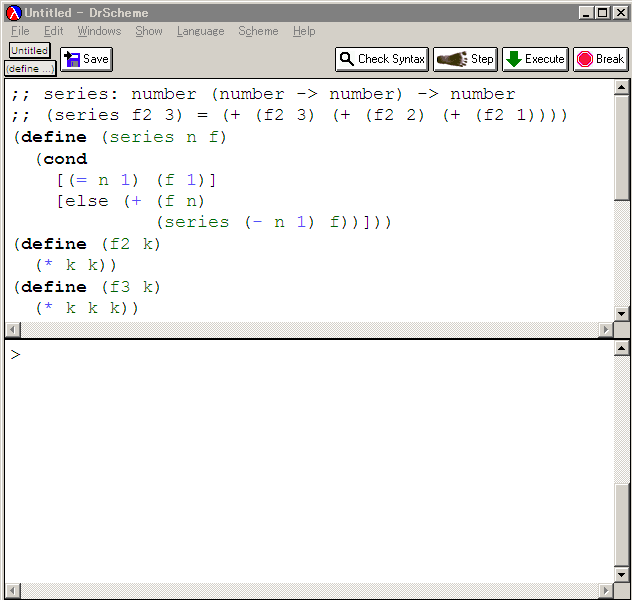 Untitled - DrScheme
File Edit Windows Show Language Scheme Help
Untitled
(define ...)
Save
Check Syntax
Step
Execute
Break
;; series: number (number -> number) -> number
;; (series f2 3) = (+ (f2 3) (+ (f2 2) (+ (f2 1))))
(define (series n f)
  (cond
    [(= n 1) (f 1)]
    [else (+ (f n)
             (series (- n 1) f))]))
(define (f2 k)
  (* k k))
(define (f3 k)
  (* k k k))
>